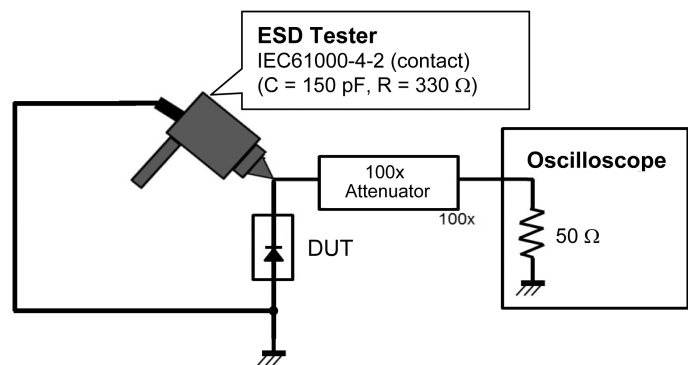 ESD Tester
IEC61000-4-2 (contact)
(C = 150 pF, R = 330 Ω)
100x
Attenuator
100x
Oscilloscope
50 Ω
DUT